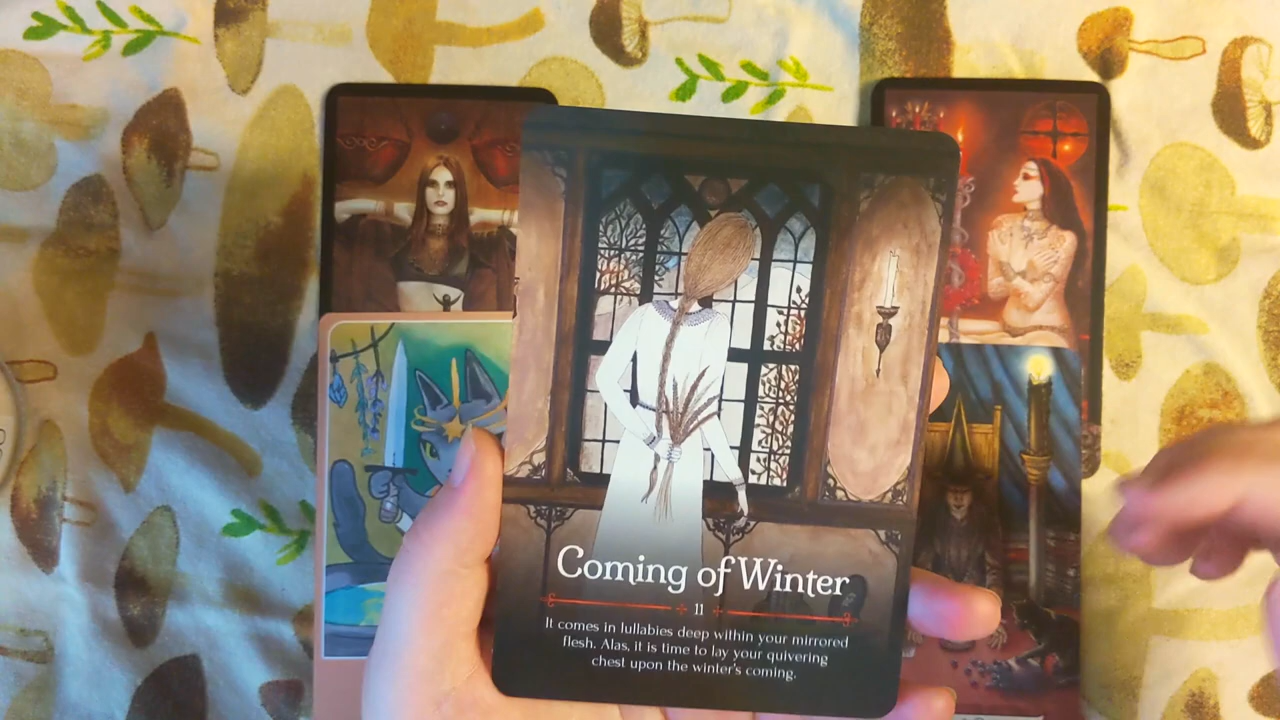 Coming of Winter
11
It comes in lullabies deep within your mirrored
flesh. Alas, it is time to lay your quivering
chest upon the winter's coming.